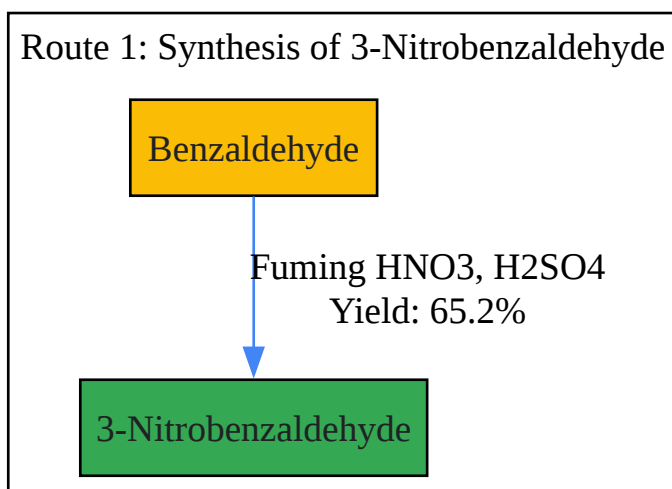 Route 1: Synthesis of 3-Nitrobenzaldehyde
Benzaldehyde
Fuming HNO3, H2SO4
Yield: 65.2%
3-Nitrobenzaldehyde